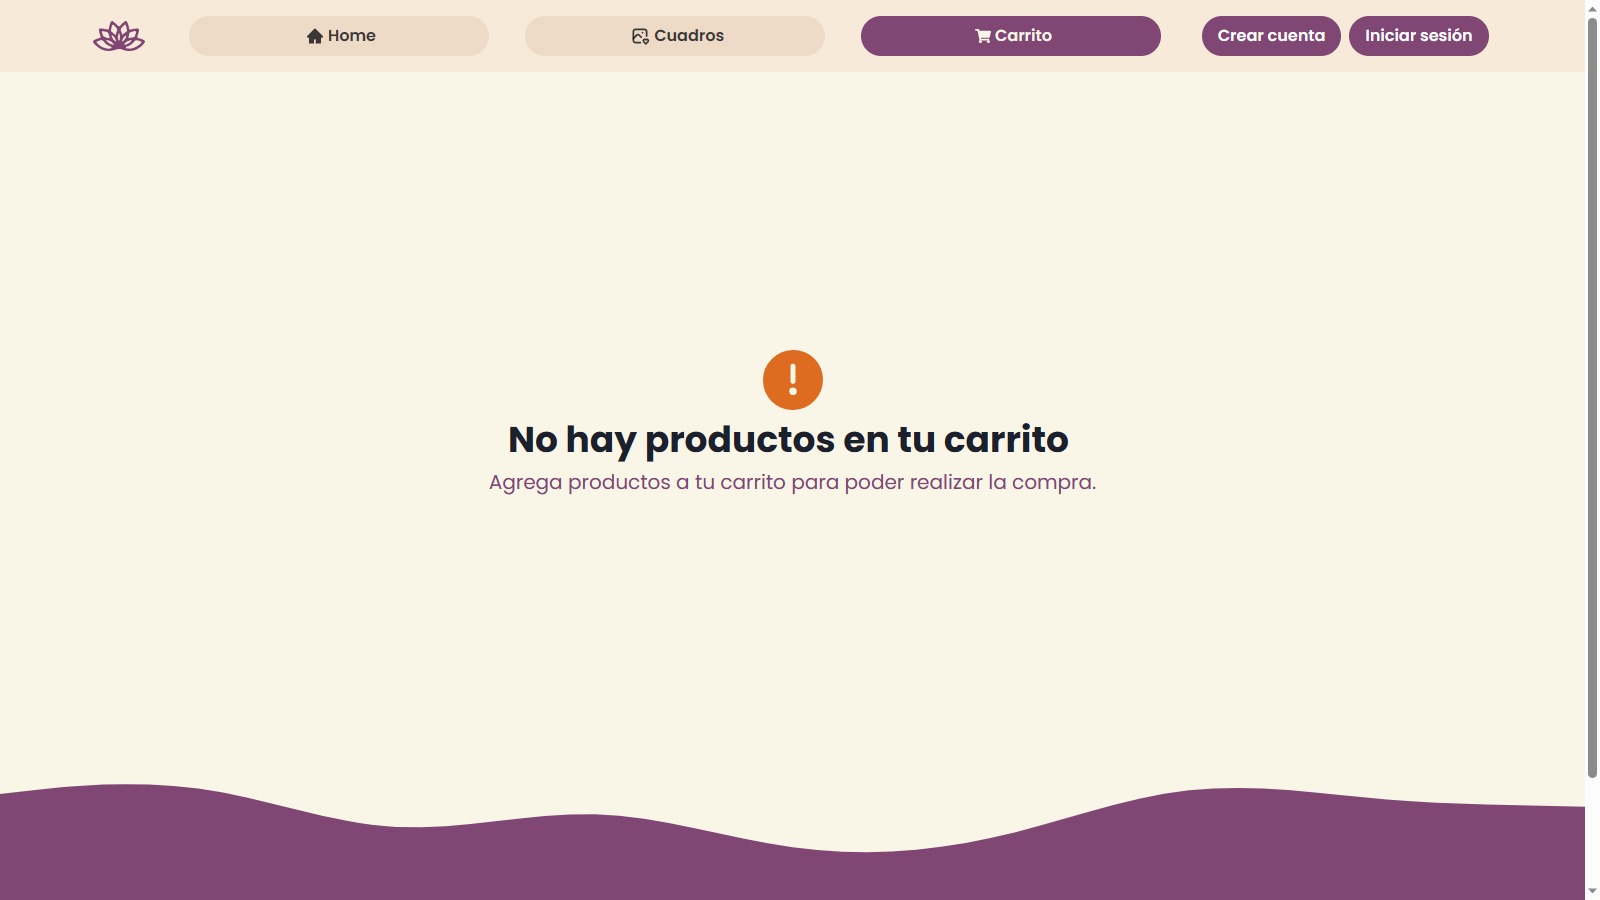 Home
Cuadros
Carrito
Crear cuenta
Iniciar sesión
No hay productos en tu carrito
Agrega productos a tu carrito para poder realizar la compra.